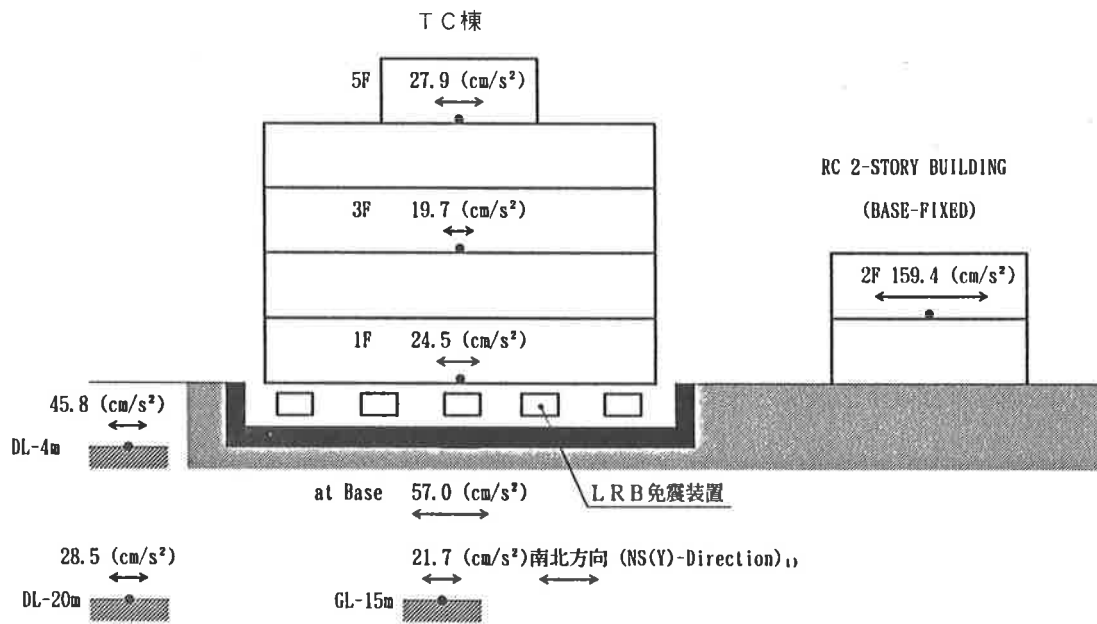 TC棟
5F 27.9 (cm/s²)
RC 2-STORY BUILDING
3F 19.7 (cm/s²)
(BASE-FIXED)
2F 159.4 (cm/s²)
1F 24.5 (cm/s²)
45.8 (cm/s²)
DL-4m
at Base 57.0 (cm/s²)
LRB免震装置
28.5 (cm/s²)
21.7 (cm/s²)南北方向 (NS(Y)-Direction)
DL-20m
GL-15m